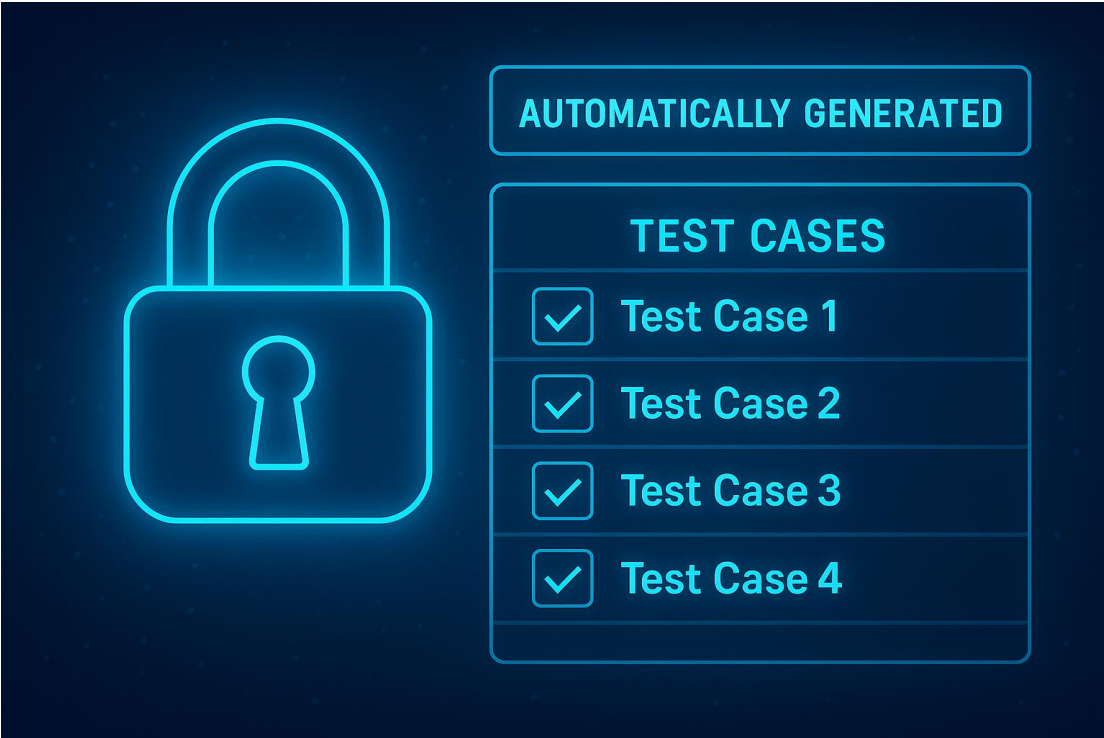 AUTOMATICALLY GENERATED
TEST CASES
Test Case 1
Test Case 2
Test Case 3
Test Case 4